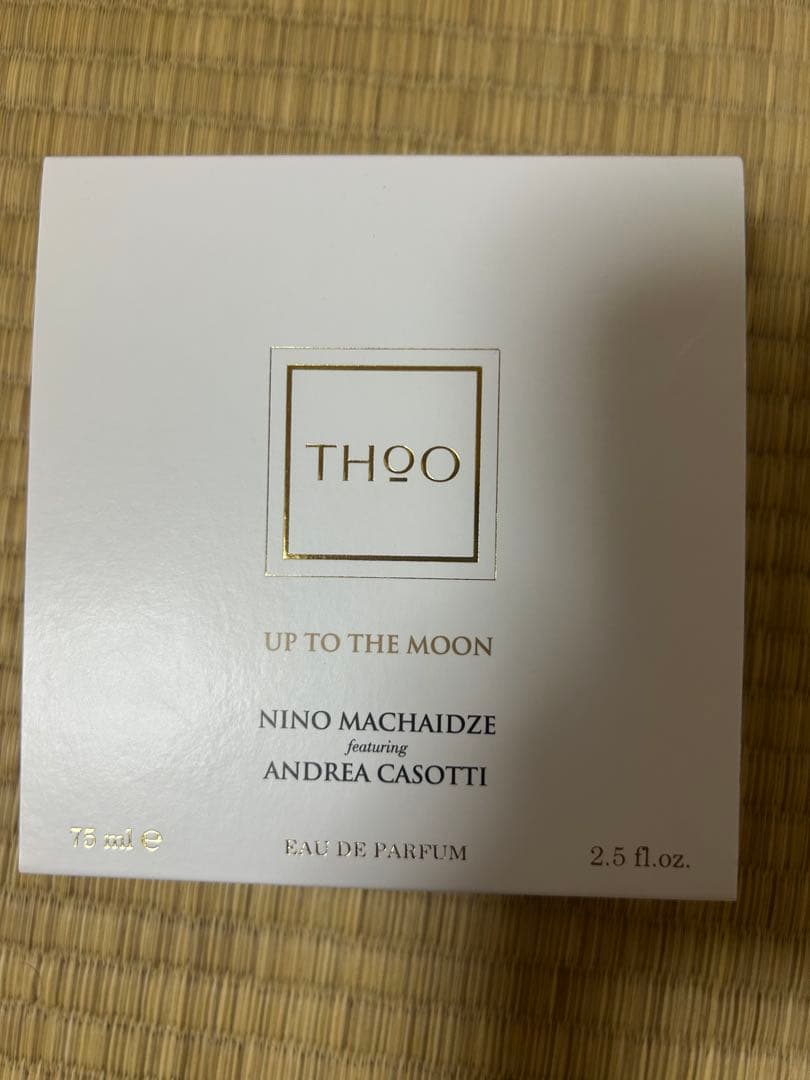 THoO
UP TO THE MOON
NINO MACHAIDZE
featuring
ANDREA CASOTTI
75 ml ℮
EAU DE PARFUM
2.5 fl.oz.